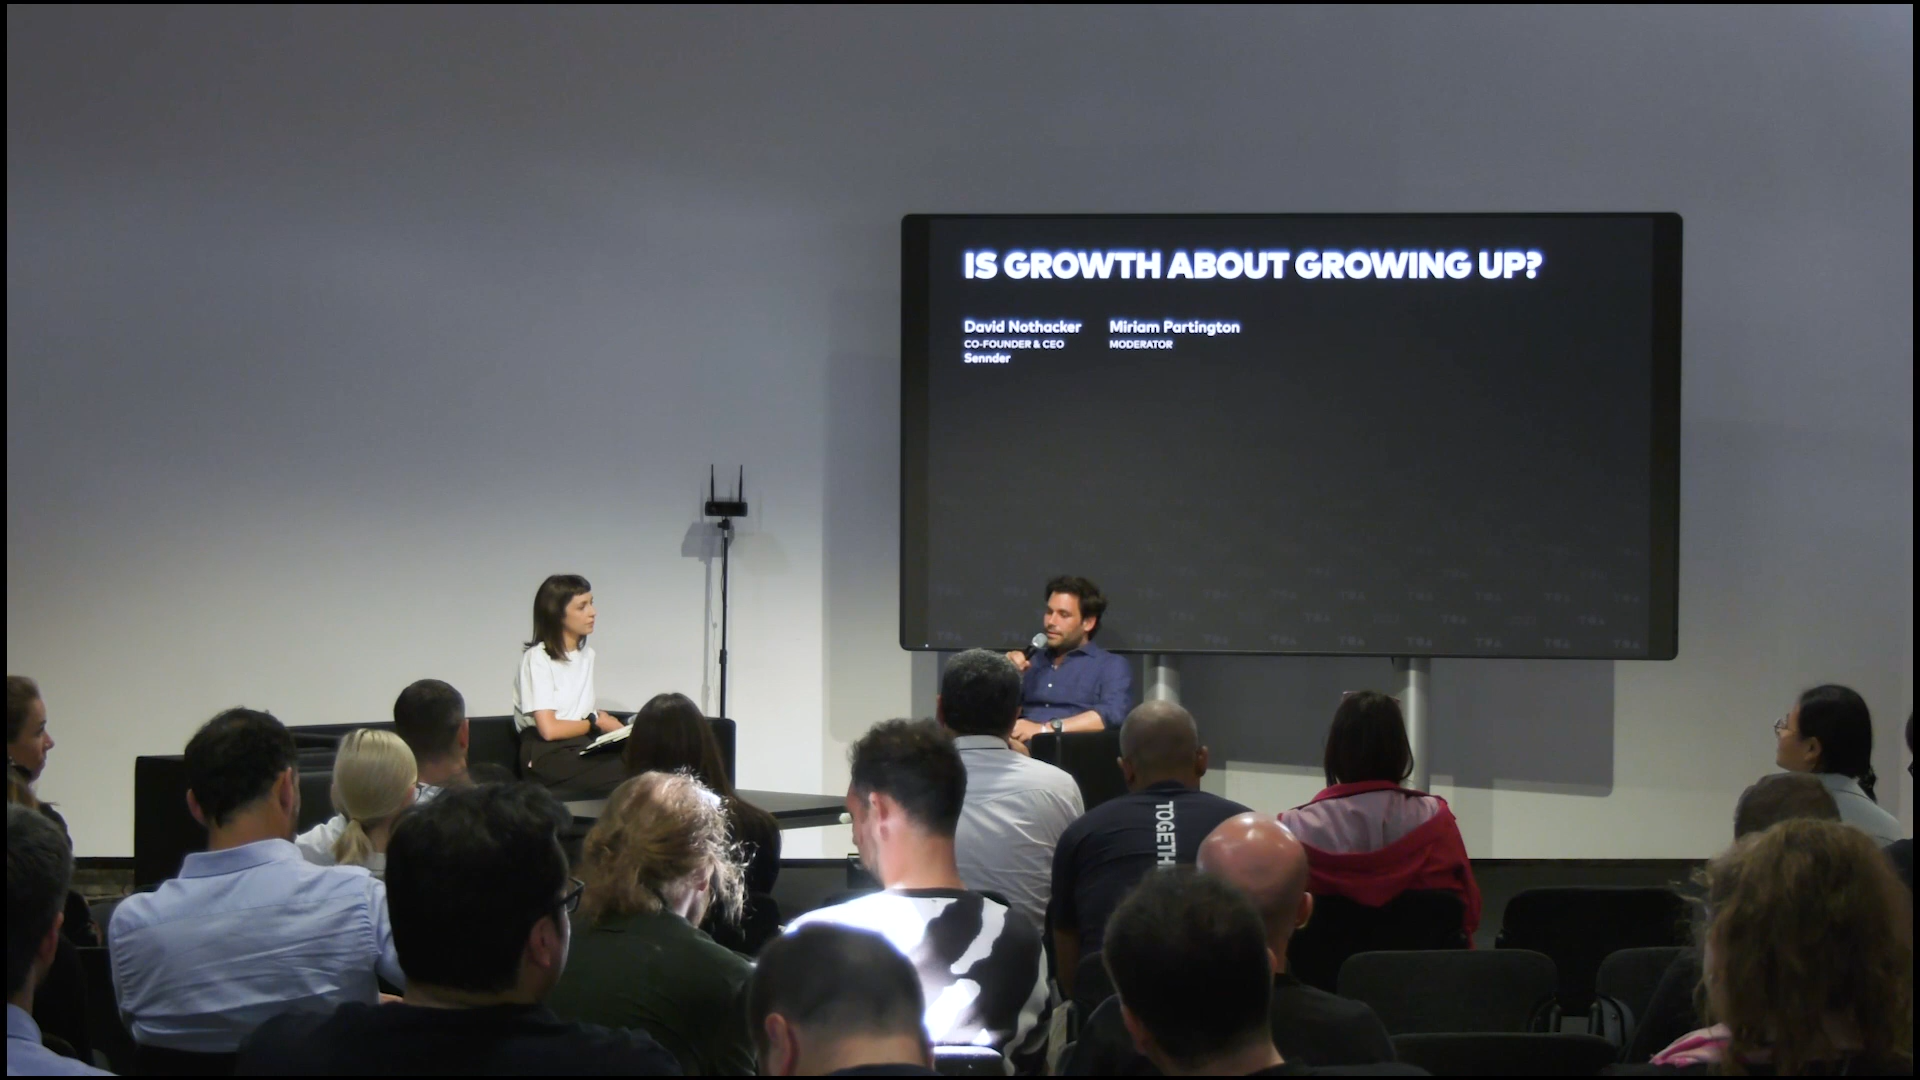 IS GROWTH ABOUT GROWING UP?
David Nothacker
CO-FOUNDER & CEO
Sennder
Miriam Partington
MODERATOR
TOGETH